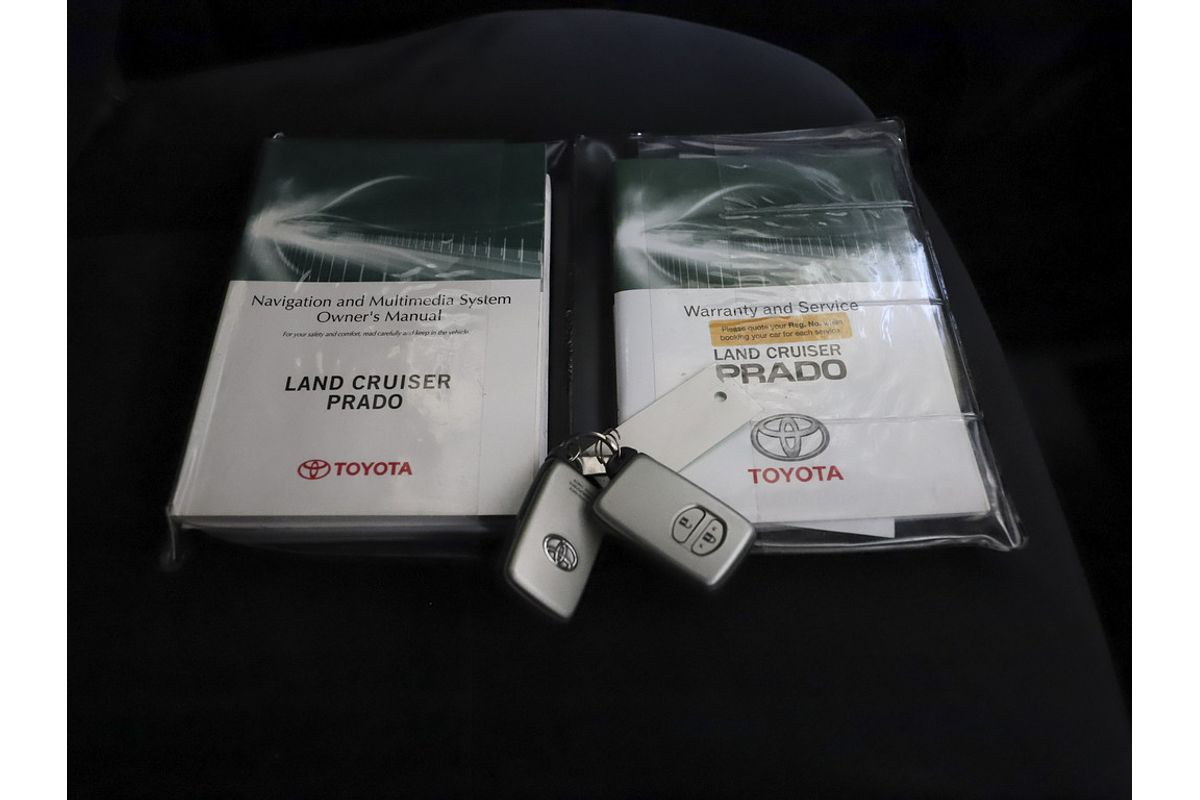 Navigation and Multimedia System
Owner's Manual
For your safety and comfort, read carefully and keep in the vehicle.
LAND CRUISER
PRADO
TOYOTA
Warranty and Service
Please quote your Reg. No. when
booking your car for each service
LAND CRUISER
PRADO
TOYOTA